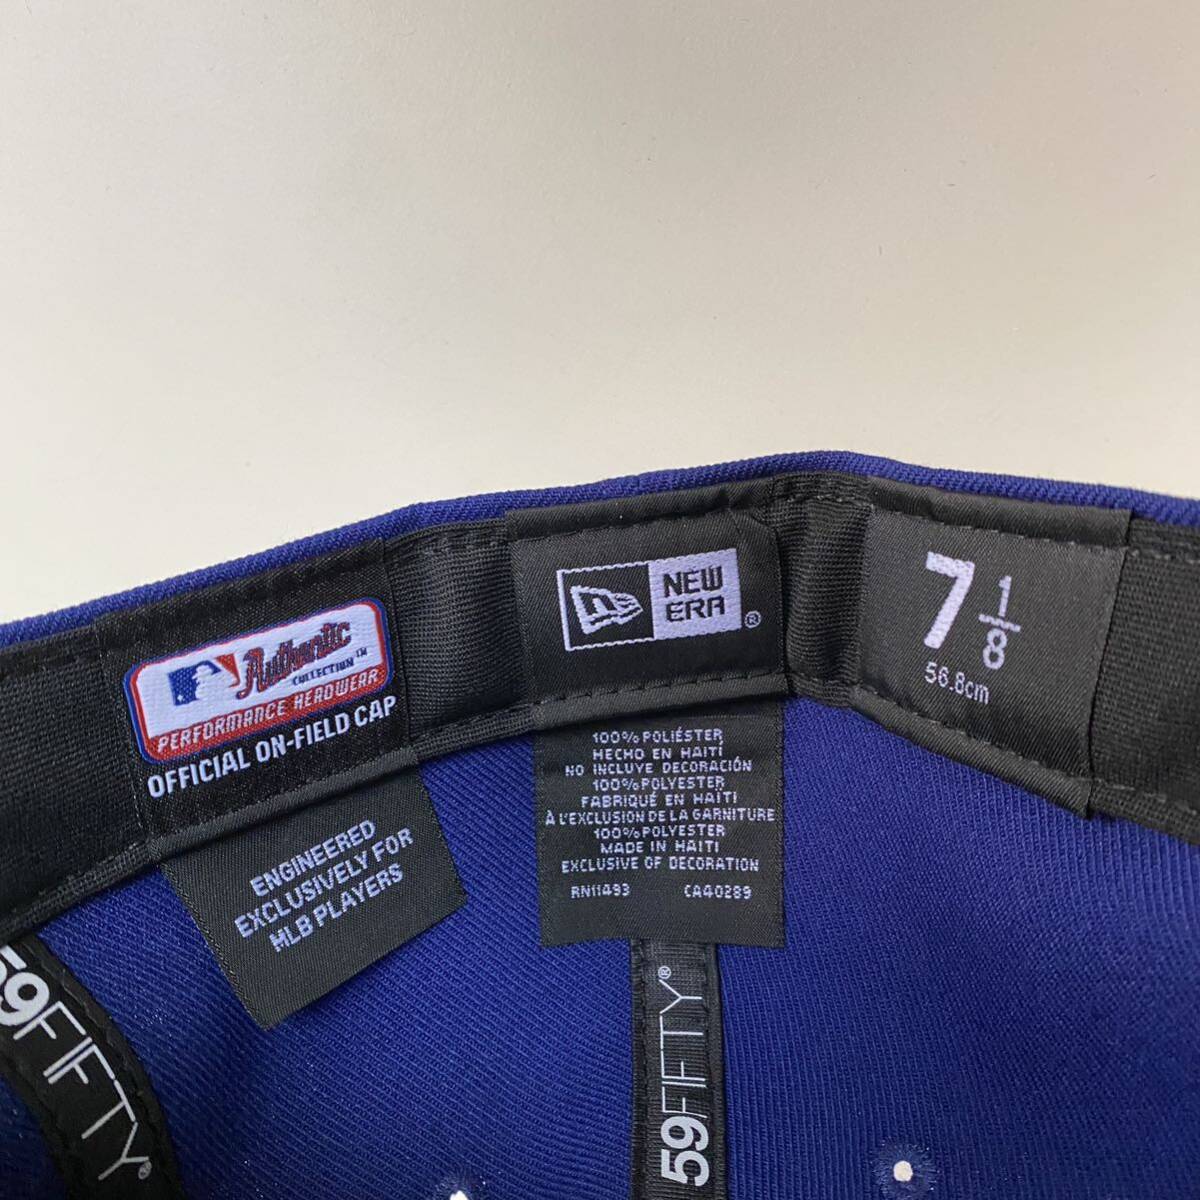 Authentic
COLLECTION™
PERFORMANCE HEADWEAR
OFFICIAL ON-FIELD CAP
ENGINEERED
EXCLUSIVELY FOR
MLB PLAYERS
NEW
ERA®
100% POLIÉSTER
HECHO EN HAITÍ
NO INCLUYE DECORACIÓN
100% POLYESTER
FABRIQUÉ EN HAÏTI
À L'EXCLUSION DE LA GARNITURE
100% POLYESTER
MADE IN HAITI
EXCLUSIVE OF DECORATION
RN11493 CA40289
7 1/8
56.8cm
59FIFTY®
59FIFTY®